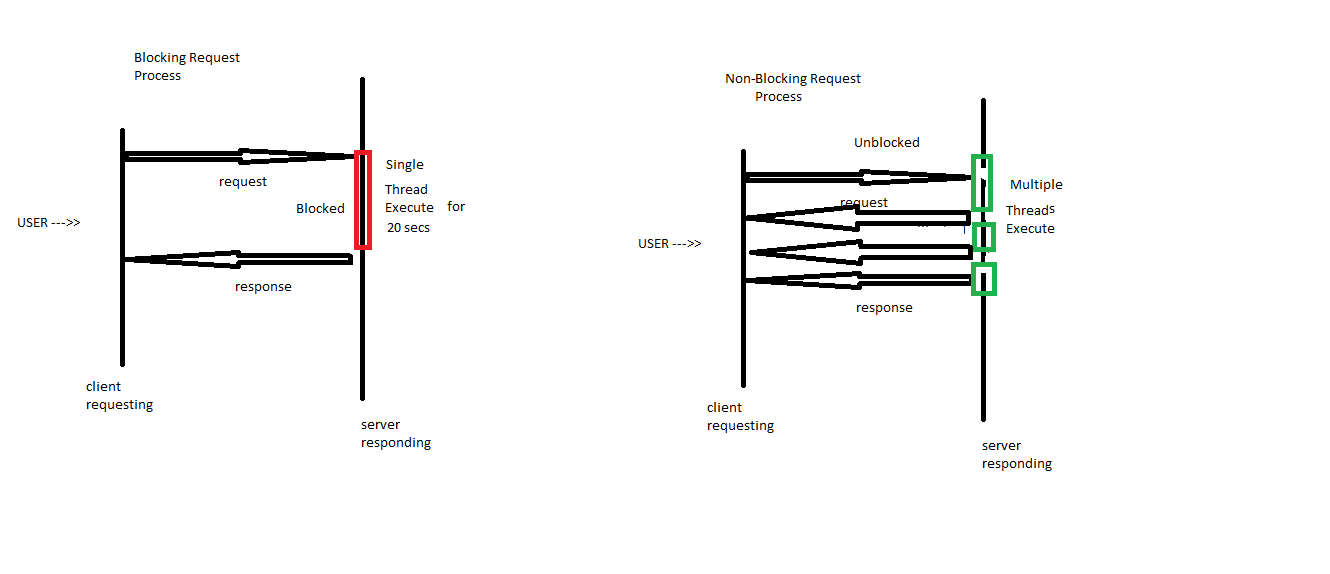 Blocking Request
Process
request
Single
Thread
Execute for
20 secs
Blocked
USER --->>
response
client
requesting
server
responding
Non-Blocking Request
Process
Unblocked
request
Multiple
Threads
Execute
USER --->>
response
client
requesting
server
responding